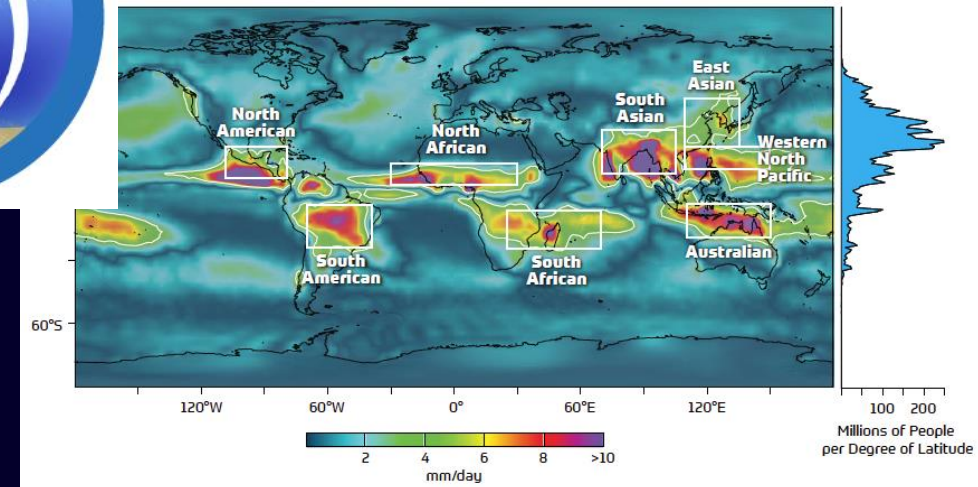 East
Asian
South
Asian
North
American
North
African
Western
North
Pacific
South
American
South
African
Australian
60°S
120°W
60°W
0°
60°E
120°E
100
200
Millions of People
per Degree of Latitude
2
4
6
8
>10
mm/day